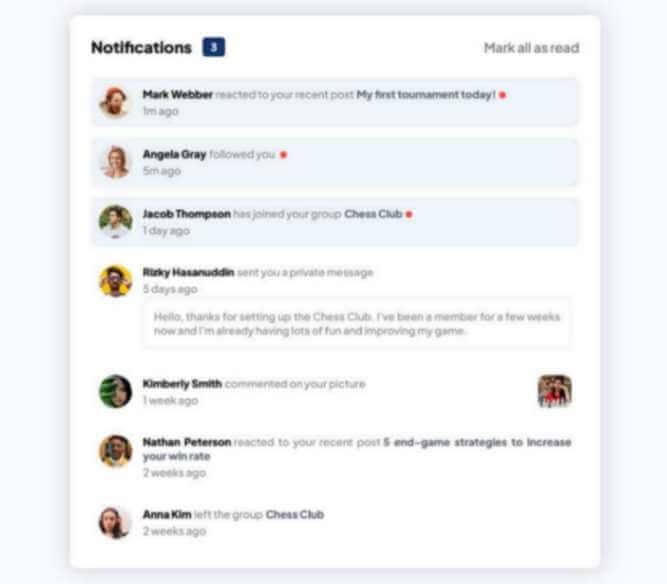 Notifications 3 Mark all as read
Mark Webber reacted to your recent post My first tournament today!
1m ago
Angela Gray followed you
5m ago
Jacob Thompson has joined your group Chess Club
1 day ago
Rizky Hasanuddin sent you a private message
5 days ago
Hello, thanks for setting up the Chess Club. I've been a member for a few weeks
now and I'm already having lots of fun and improving my game.
Kimberly Smith commented on your picture
1 week ago
Nathan Peterson reacted to your recent post 5 end-game strategies to increase
your win rate
2 weeks ago
Anna Kim left the group Chess Club
2 weeks ago